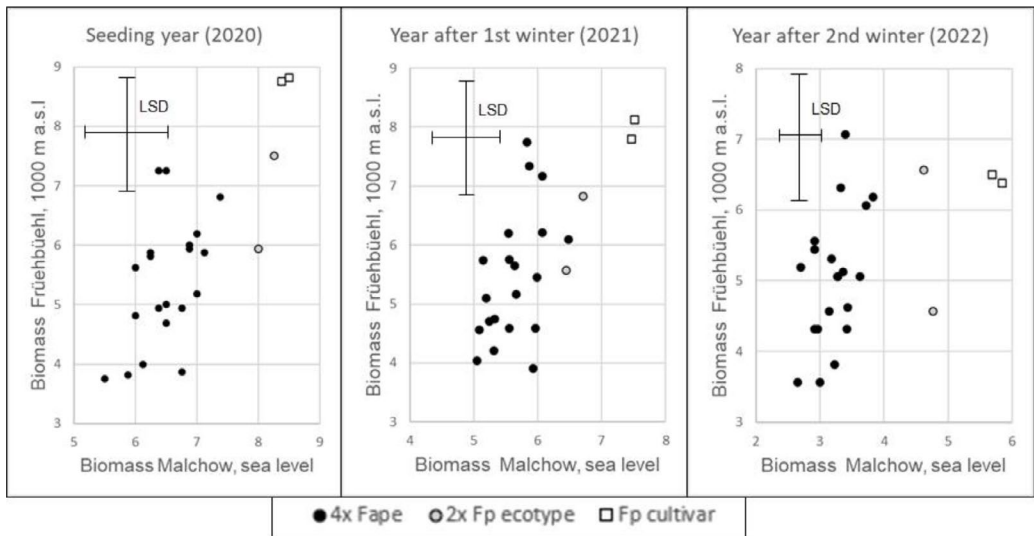 Seeding year (2020)
9
8
7
6
5
4
3
LSD
5 6 7 8 9
Biomass Früehbüehl, 1000 m a.s.l.
Biomass Malchow, sea level
Year after 1st winter (2021)
9
8
7
6
5
4
3
LSD
4 5 6 7 8
Biomass Früehbüehl, 1000 m a.s.l.
Biomass Malchow, sea level
Year after 2nd winter (2022)
8
7
6
5
4
3
LSD
2 3 4 5 6
Biomass Früehbüehl, 1000 m a.s.l.
Biomass Malchow, sea level
4x Fape 2x Fp ecotype Fp cultivar